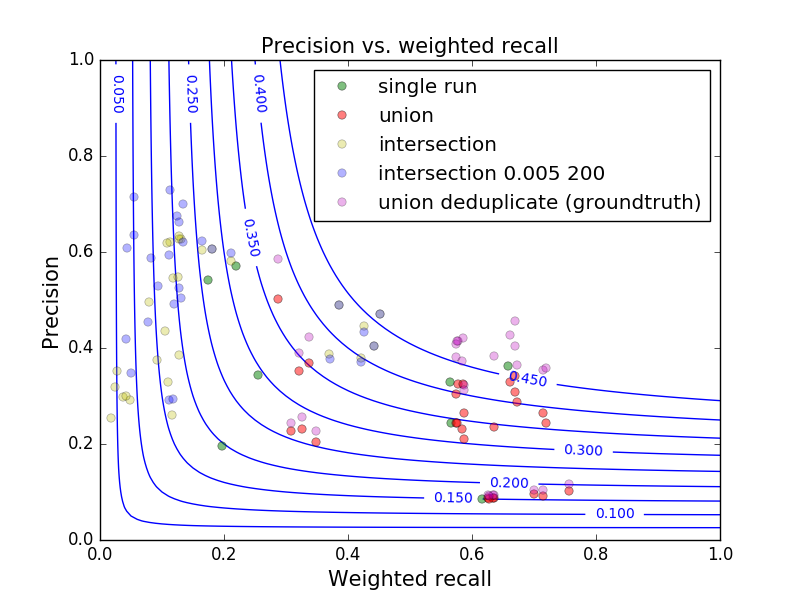 Precision vs. weighted recall
1.0
0.8
0.6
0.4
0.2
0.0
Precision
0.050
0.250
0.400
0.350
0.450
0.300
0.200
0.150
0.100
single run
union
intersection
intersection 0.005 200
union deduplicate (groundtruth)
0.0 0.2 0.4 0.6 0.8 1.0
Weighted recall